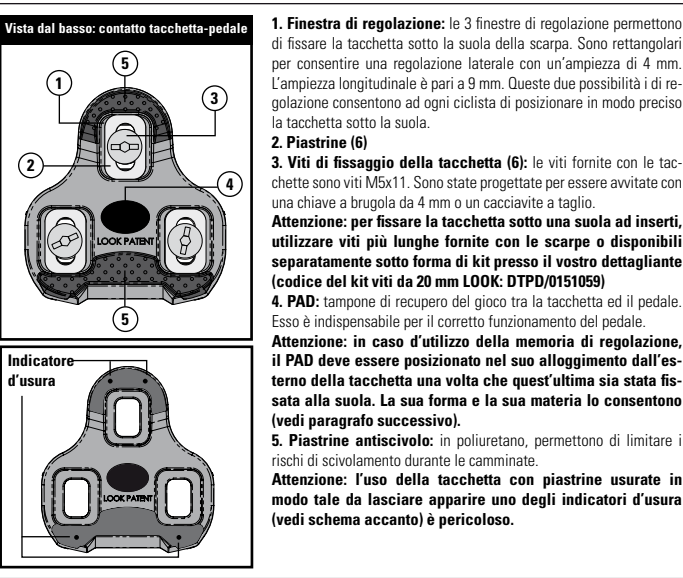 Vista dal basso: contatto tacchetta-pedale
5
1
3
2
4
LOOK PATENT
5
Indicatore
d'usura
LOOK PATENT
1. Finestra di regolazione: le 3 finestre di regolazione permettono
di fissare la tacchetta sotto la suola della scarpa. Sono rettangolari
per consentire una regolazione laterale con un'ampiezza di 4 mm.
L'ampiezza longitudinale è pari a 9 mm. Queste due possibilità i di re-
golazione consentono ad ogni ciclista di posizionare in modo preciso
la tacchetta sotto la suola.
2. Piastrine (6)
3. Viti di fissaggio della tacchetta (6): le viti fornite con le tac-
chette sono viti M5x11. Sono state progettate per essere avvitate con
una chiave a brugola da 4 mm o un cacciavite a taglio.
Attenzione: per fissare la tacchetta sotto una suola ad inserti,
utilizzare viti più lunghe fornite con le scarpe o disponibili
separatamente sotto forma di kit presso il vostro dettagliante
(codice del kit viti da 20 mm LOOK: DTPD/0151059)
4. PAD: tampone di recupero del gioco tra la tacchetta ed il pedale.
Esso è indispensabile per il corretto funzionamento del pedale.
Attenzione: in caso d'utilizzo della memoria di regolazione,
il PAD deve essere posizionato nel suo alloggimento dall'es-
terno della tacchetta una volta che quest'ultima sia stata fis-
sata alla suola. La sua forma e la sua materia lo consentono
(vedi paragrafo successivo).
5. Piastrine antiscivolo: in poliuretano, permettono di limitare i
rischi di scivolamento durante le camminate.
Attenzione: l'uso della tacchetta con piastrine usurate in
modo tale da lasciare apparire uno degli indicatori d'usura
(vedi schema accanto) è pericoloso.